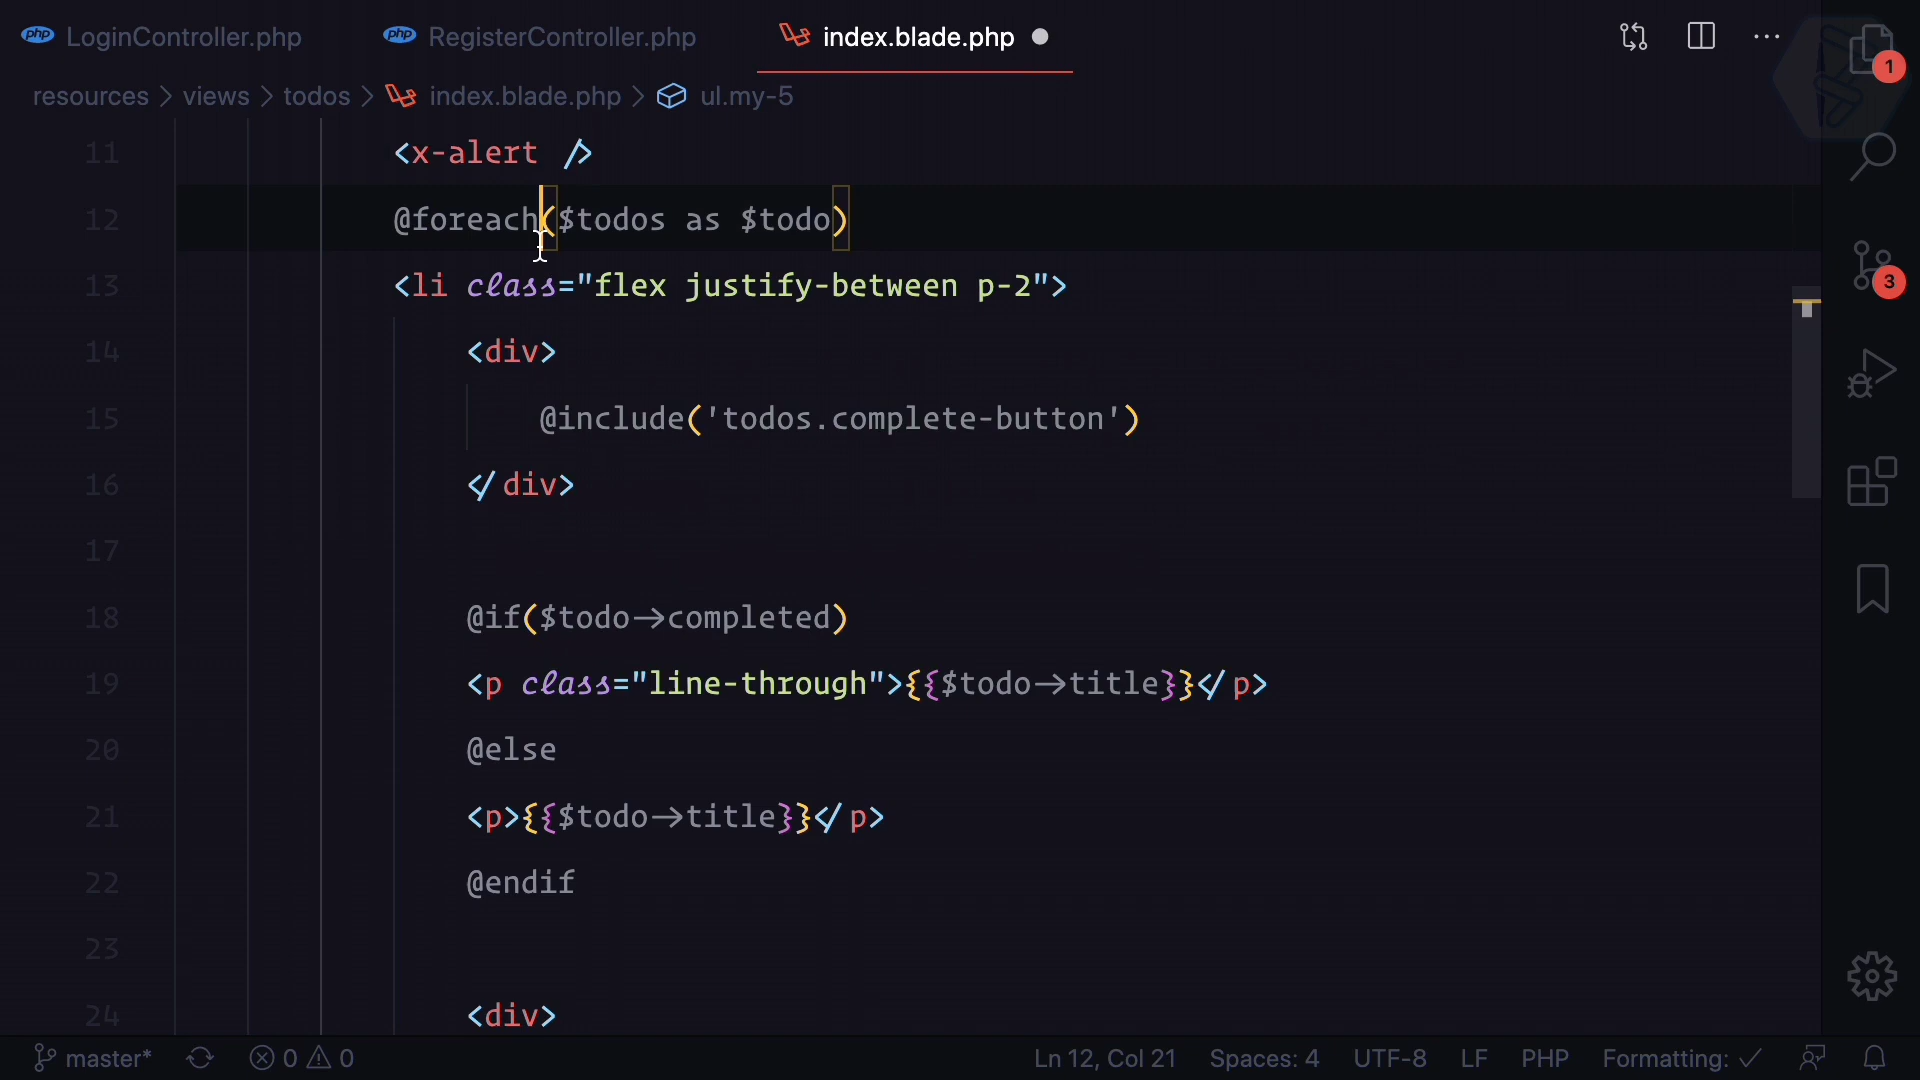 php LoginController.php
php RegisterController.php
index.blade.php
1
resources > views > todos > index.blade.php > ul.my-5
11 <x-alert />
12 @foreach($todos as $todo)
13 <li class="flex justify-between p-2">
3
14 <div>
15 @include('todos.complete-button')
16 </div>
17
18 @if($todo->completed)
19 <p class="line-through">{{$todo->title}}</p>
20 @else
21 <p>{{$todo->title}}</p>
22 @endif
23
24 <div>
master* 0 0 Ln 12, Col 21 Spaces: 4 UTF-8 LF PHP Formatting: ✓